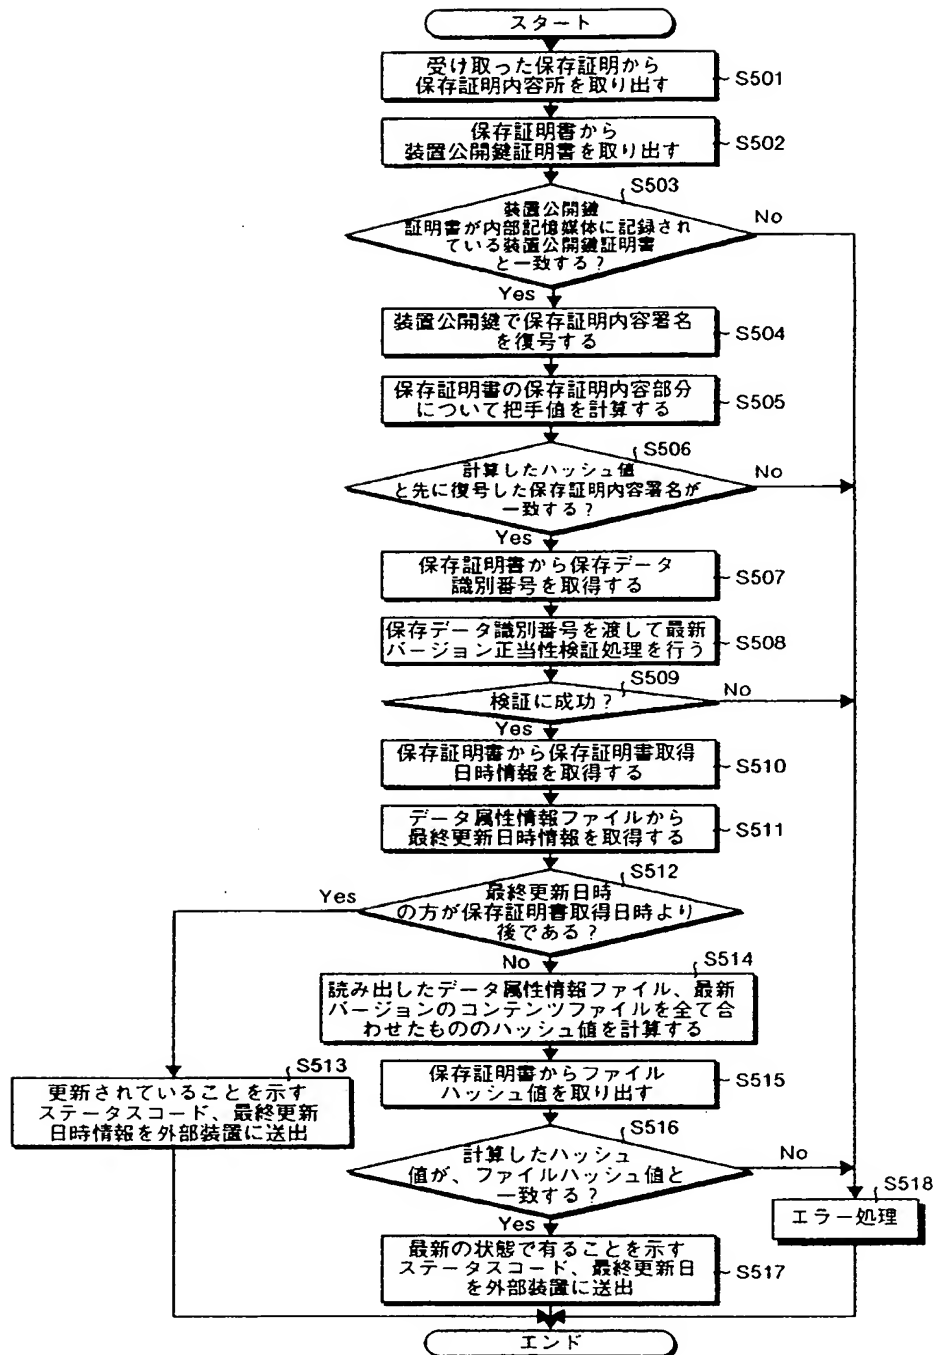 スタート
受け取った保存証明から
保存証明内容所を取り出す
S501
保存証明書から
装置公開鍵証明書を取り出す
S502
S503
装置公開鍵
証明書が内部記憶媒体に記録され
ている装置公開鍵証明書
と一致する?
No
Yes
装置公開鍵で保存証明内容署名
を復号する
S504
保存証明書の保存証明内容部分
について把手値を計算する
S505
S506
計算したハッシュ値
と先に復号した保存証明内容署名が
一致する?
No
Yes
保存証明書から保存データ
識別番号を取得する
S507
保存データ識別番号を渡して最新
バージョン正当性検証処理を行う
S508
S509
検証に成功?
No
Yes
保存証明書から保存証明書取得
日時情報を取得する
S510
データ属性情報ファイルから
最終更新日時情報を取得する
S511
S512
最終更新日時
の方が保存証明書取得日時より
後である?
Yes
No
S514
読み出したデータ属性情報ファイル、最新
バージョンのコンテンツファイルを全て合
わせたもののハッシュ値を計算する
保存証明書からファイル
ハッシュ値を取り出す
S515
S513
更新されていることを示す
ステータスコード、最終更新
日時情報を外部装置に送出
S516
計算したハッシュ
値が、ファイルハッシュ値と
一致する?
No
Yes
S518
エラー処理
最新の状態で有ることを示す
ステータスコード、最終更新日
を外部装置に送出
S517
エンド